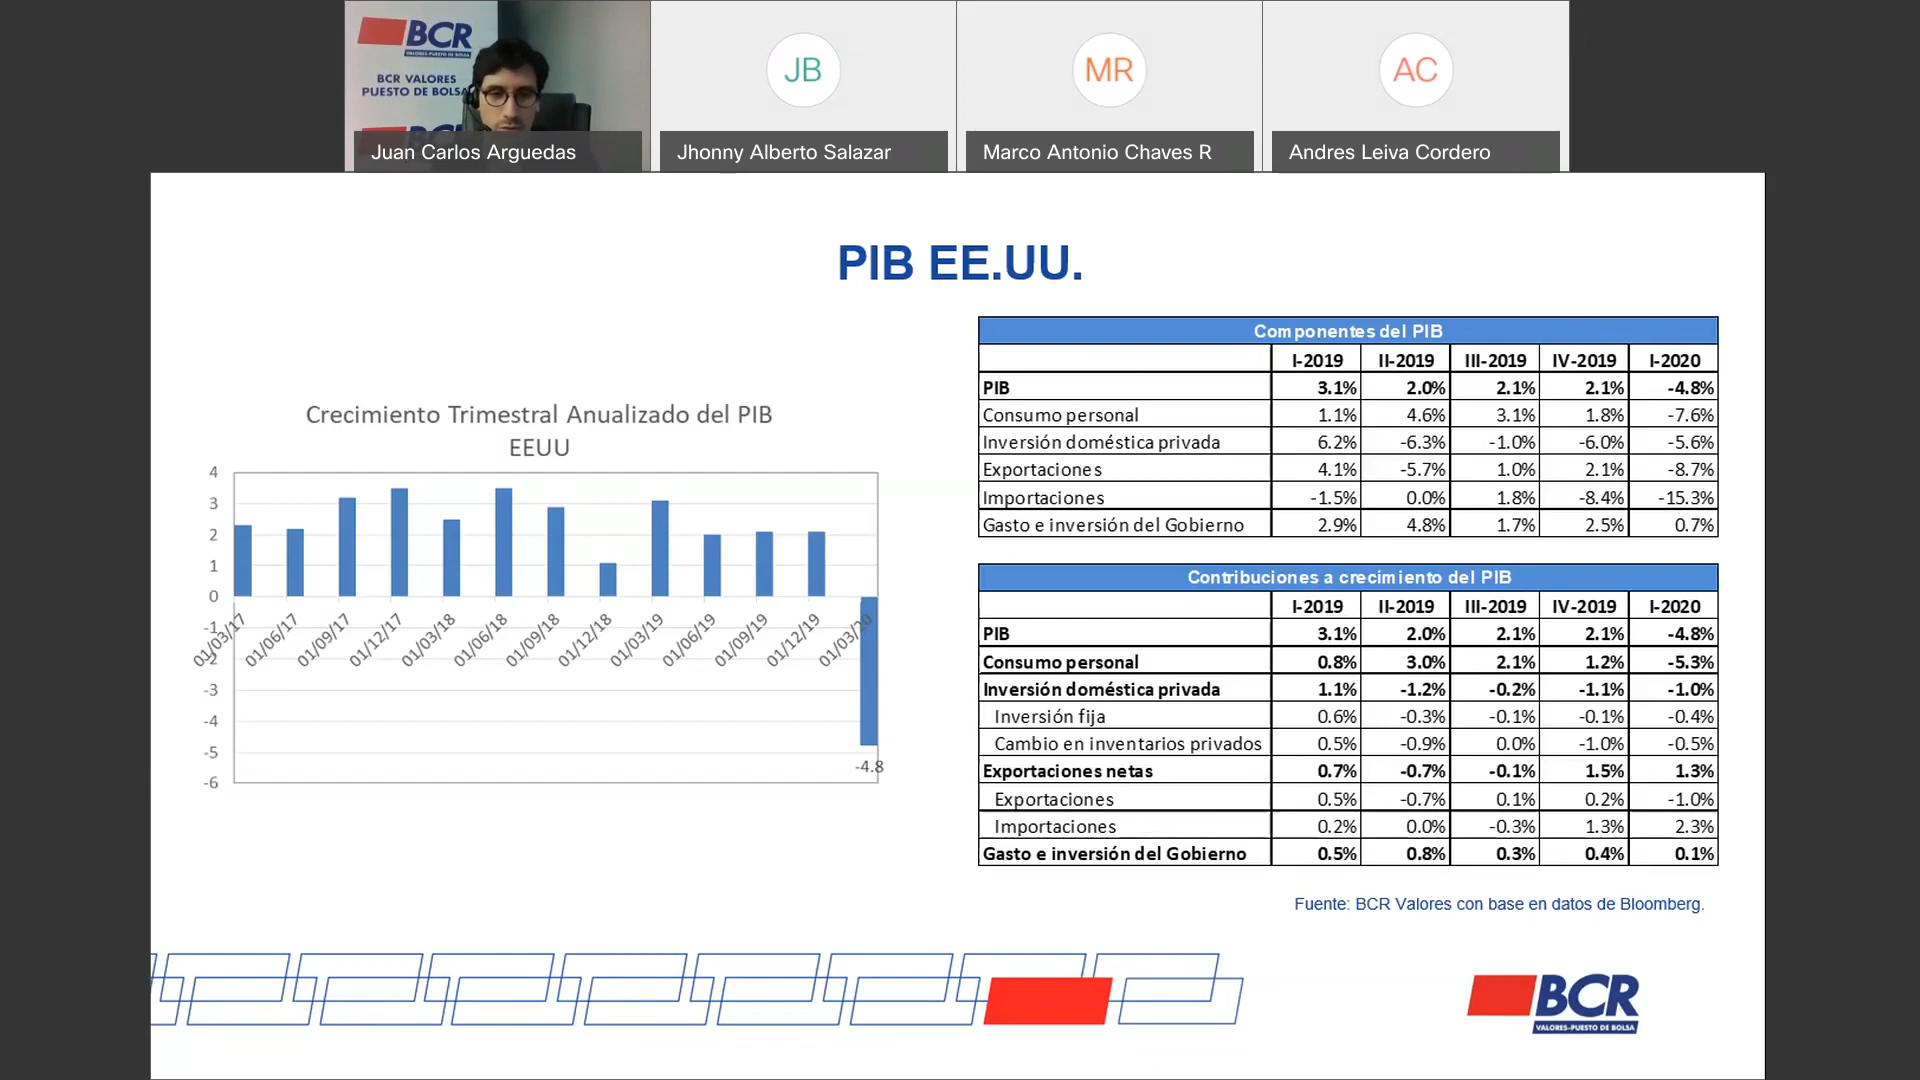 BCR
VALORES-PUESTO DE BOLSA
BCR VALORES
PUESTO DE BOLSA
JB
MR
AC
Juan Carlos Arguedas
Jhonny Alberto Salazar
Marco Antonio Chaves R
Andres Leiva Cordero
PIB EE.UU.
Crecimiento Trimestral Anualizado del PIB
EEUU
4
3
2
1
0
-1
-2
-3
-4
-5
-6
01/03/17
01/06/17
01/09/17
01/12/17
01/03/18
01/06/18
01/09/18
01/12/18
01/03/19
01/06/19
01/09/19
01/12/19
01/03/20
-4.8
Componentes del PIB
I-2019 II-2019 III-2019 IV-2019 I-2020
PIB 3.1% 2.0% 2.1% 2.1% -4.8%
Consumo personal 1.1% 4.6% 3.1% 1.8% -7.6%
Inversión doméstica privada 6.2% -6.3% -1.0% -6.0% -5.6%
Exportaciones 4.1% -5.7% 1.0% 2.1% -8.7%
Importaciones -1.5% 0.0% 1.8% -8.4% -15.3%
Gasto e inversión del Gobierno 2.9% 4.8% 1.7% 2.5% 0.7%
Contribuciones a crecimiento del PIB
I-2019 II-2019 III-2019 IV-2019 I-2020
PIB 3.1% 2.0% 2.1% 2.1% -4.8%
Consumo personal 0.8% 3.0% 2.1% 1.2% -5.3%
Inversión doméstica privada 1.1% -1.2% -0.2% -1.1% -1.0%
Inversión fija 0.6% -0.3% -0.1% -0.1% -0.4%
Cambio en inventarios privados 0.5% -0.9% 0.0% -1.0% -0.5%
Exportaciones netas 0.7% -0.7% -0.1% 1.5% 1.3%
Exportaciones 0.5% -0.7% 0.1% 0.2% -1.0%
Importaciones 0.2% 0.0% -0.3% 1.3% 2.3%
Gasto e inversión del Gobierno 0.5% 0.8% 0.3% 0.4% 0.1%
Fuente: BCR Valores con base en datos de Bloomberg.
BCR
VALORES-PUESTO DE BOLSA